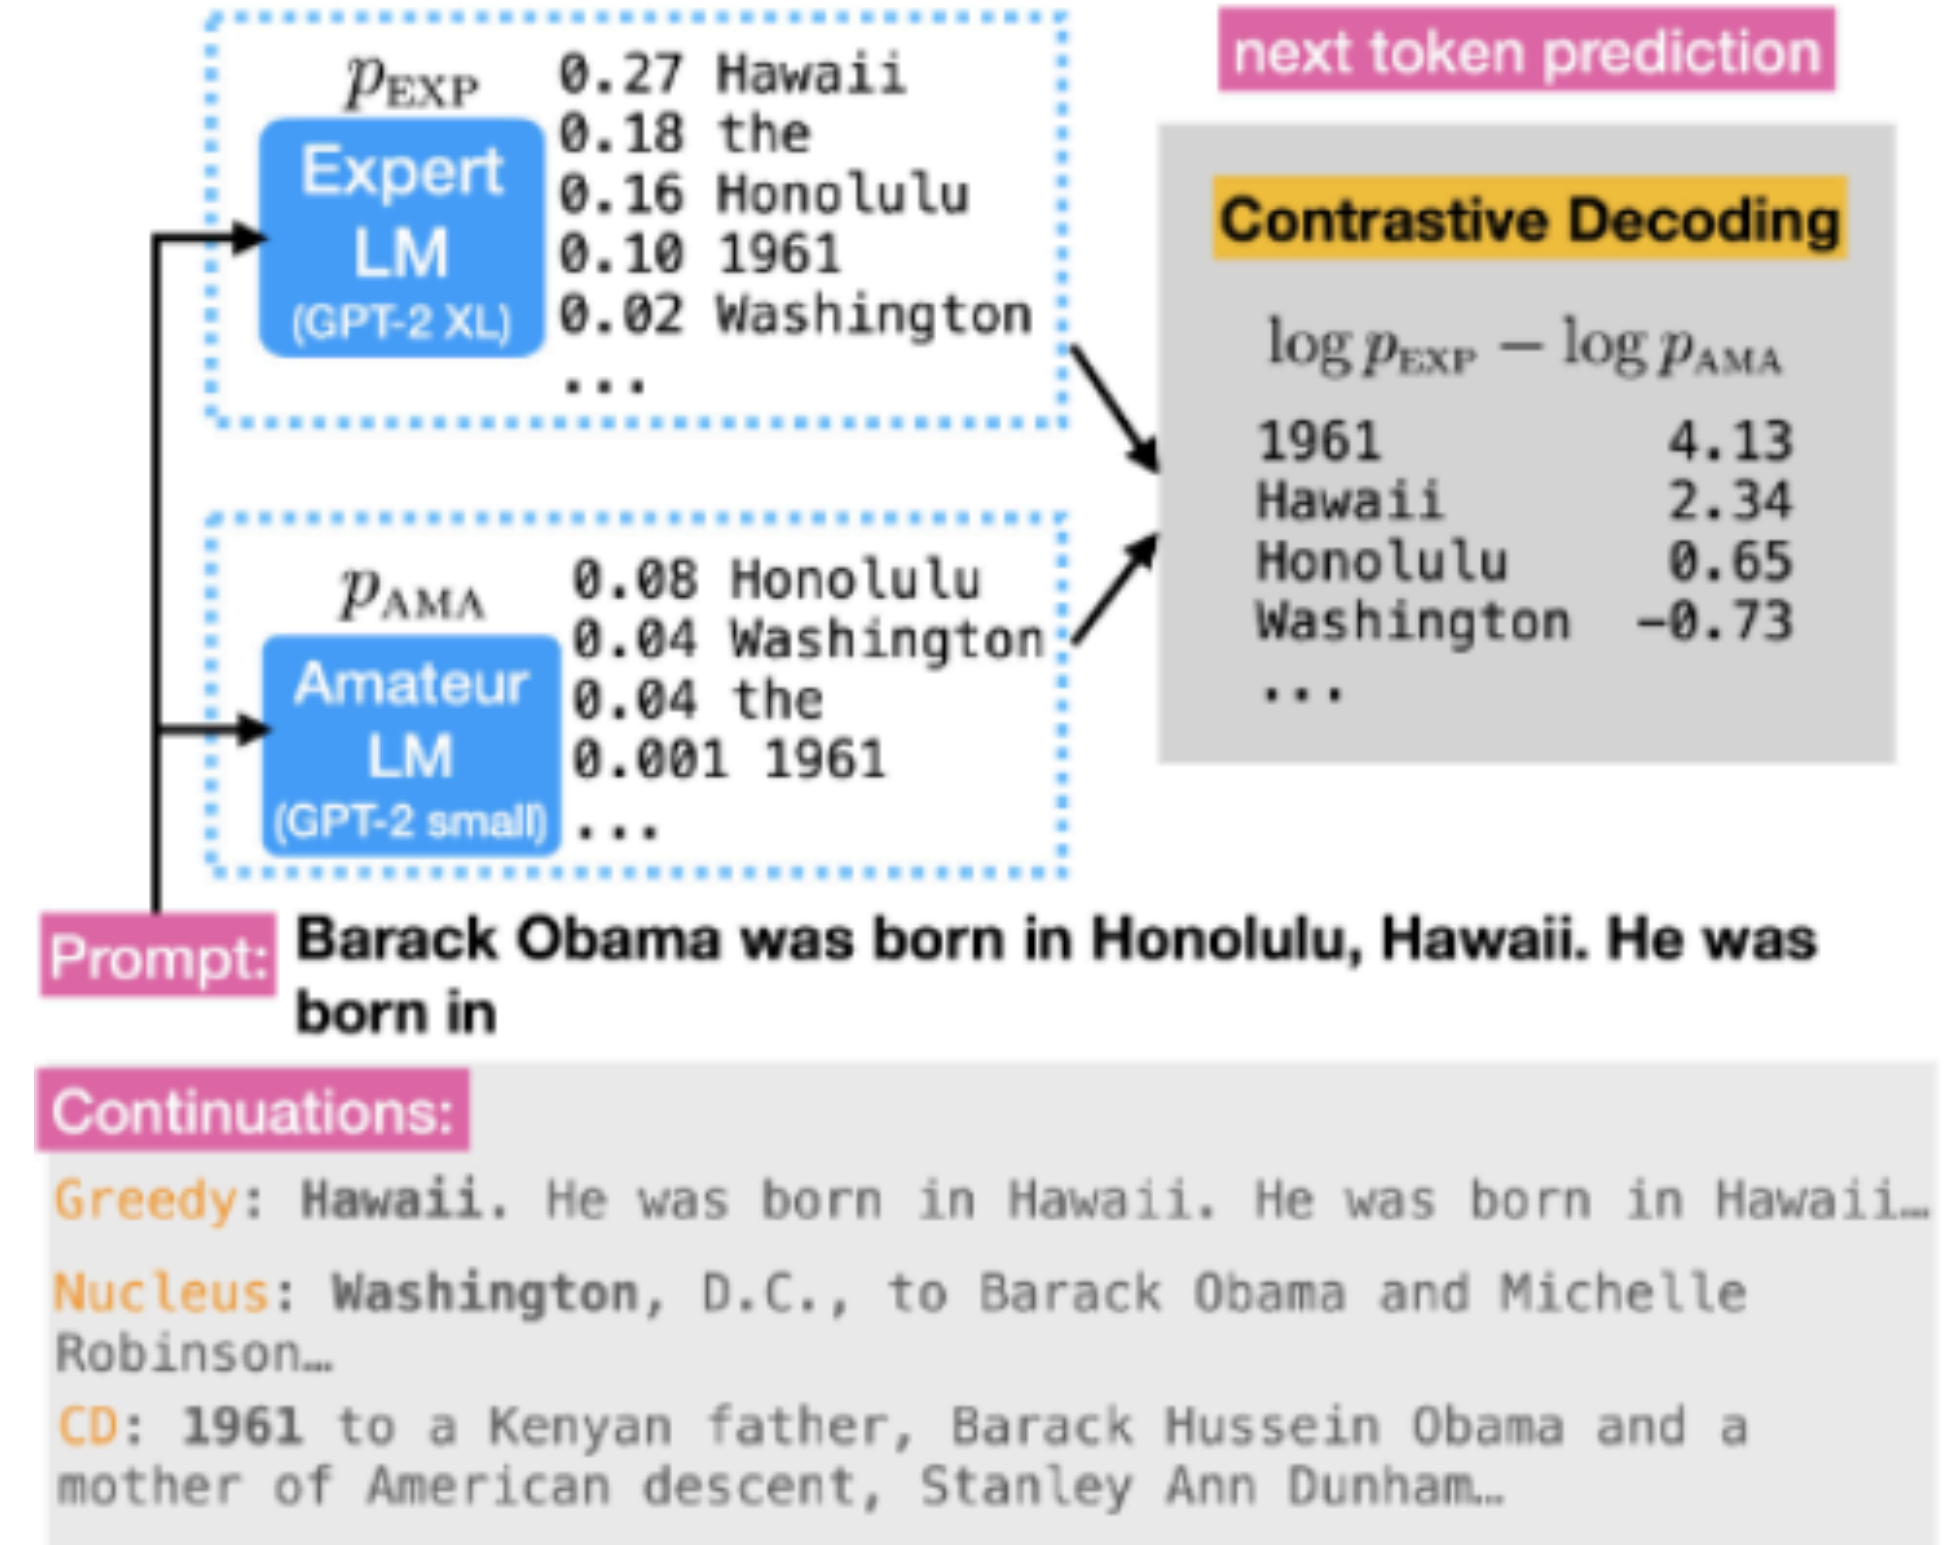 p_EXP
Expert
LM
(GPT-2 XL)
0.27 Hawaii
0.18 the
0.16 Honolulu
0.10 1961
0.02 Washington
...
p_AMA
Amateur
LM
(GPT-2 small)
0.08 Honolulu
0.04 Washington
0.04 the
0.001 1961
...
next token prediction
Contrastive Decoding
log p_EXP − log p_AMA
1961 4.13
Hawaii 2.34
Honolulu 0.65
Washington −0.73
...
Prompt: Barack Obama was born in Honolulu, Hawaii. He was
born in
Continuations:
Greedy: Hawaii. He was born in Hawaii. He was born in Hawaii…
Nucleus: Washington, D.C., to Barack Obama and Michelle
Robinson…
CD: 1961 to a Kenyan father, Barack Hussein Obama and a
mother of American descent, Stanley Ann Dunham…